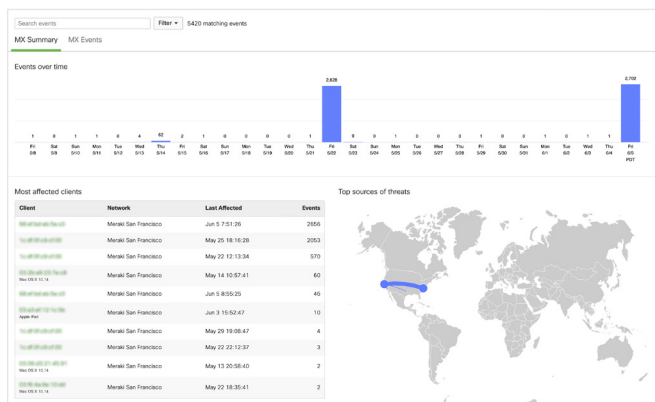 Search events
Filter
5420 matching events
MX Summary
MX Events
Events over time
2,626
2,702
1 0 1 1 0 4 62 2 1 0 0 0 0 1 9 0 1 0 0 0 1 0 0 1 0 1 1
Fri Sat Sun Mon Tue Wed Thu Fri Sat Sun Mon Tue Wed Thu Fri Sat Sun Mon Tue Wed Thu Fri Sat Sun Mon Tue Wed Thu Fri
5/8 5/9 5/10 5/11 5/12 5/13 5/14 5/15 5/16 5/17 5/18 5/19 5/20 5/21 5/22 5/23 5/24 5/25 5/26 5/27 5/28 5/29 5/30 5/31 6/1 6/2 6/3 6/4 6/5
PDT
Most affected clients
Top sources of threats
Client Network Last Affected Events
Meraki San Francisco Jun 5 7:51:26 2656
Meraki San Francisco May 25 18:16:28 2053
Meraki San Francisco May 22 12:13:34 570
Meraki San Francisco May 14 10:57:41 60
Mac OS X 10.14
Meraki San Francisco Jun 5 8:55:25 46
Meraki San Francisco Jun 3 15:52:47 10
Apple iPad
Meraki San Francisco May 29 19:08:47 4
Meraki San Francisco May 22 22:12:37 3
Meraki San Francisco May 13 20:58:40 2
Mac OS X 10.14
Meraki San Francisco May 22 18:35:41 2
Mac OS X 10.14